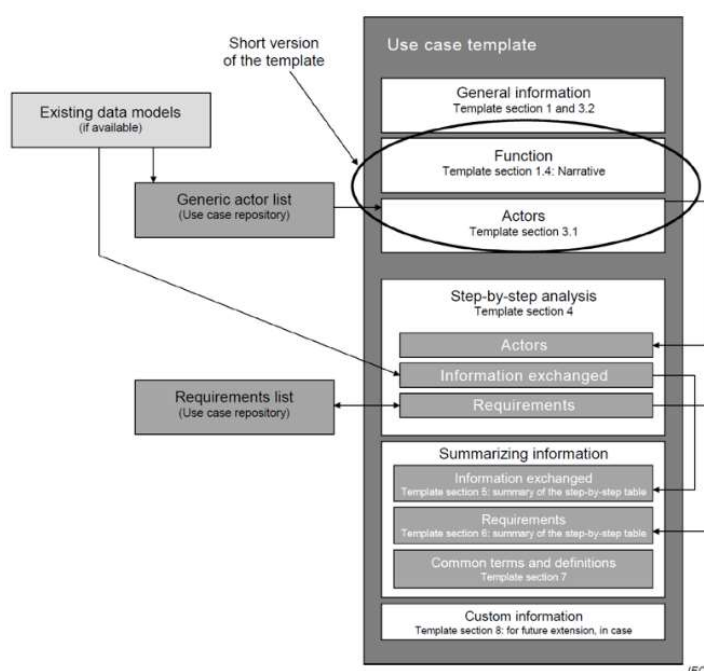 Short version
of the template
Use case template
General information
Template section 1 and 3.2
Existing data models
(if available)
Function
Template section 1.4: Narrative
Generic actor list
(Use case repository)
Actors
Template section 3.1
Step-by-step analysis
Template section 4
Actors
Information exchanged
Requirements list
(Use case repository)
Requirements
Summarizing information
Information exchanged
Template section 5: summary of the step-by-step table
Requirements
Template section 6: summary of the step-by-step table
Common terms and definitions
Template section 7
Custom information
Template section 8: for future extension, in case